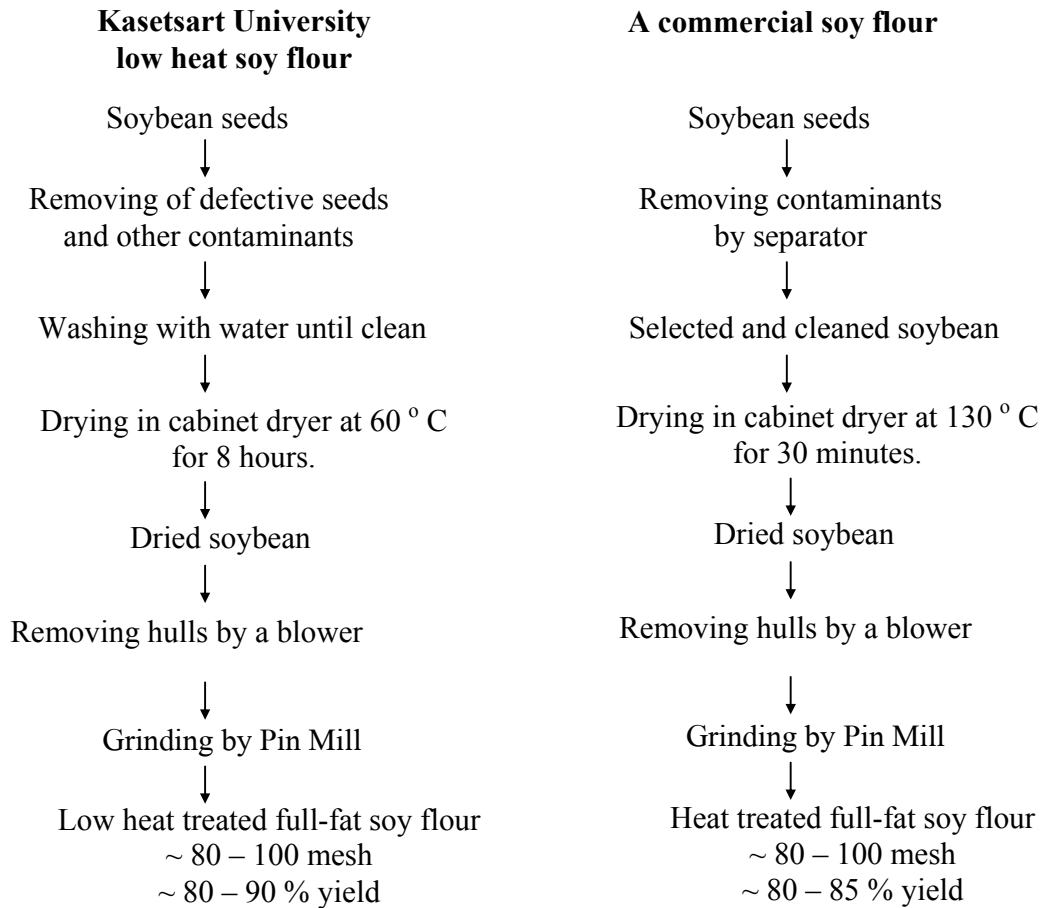 Kasetsart University
low heat soy flour
Soybean seeds
Removing of defective seeds
and other contaminants
Washing with water until clean
Drying in cabinet dryer at 60 ° C
for 8 hours.
Dried soybean
Removing hulls by a blower
Grinding by Pin Mill
Low heat treated full-fat soy flour
~ 80 – 100 mesh
~ 80 – 90 % yield
A commercial soy flour
Soybean seeds
Removing contaminants
by separator
Selected and cleaned soybean
Drying in cabinet dryer at 130 ° C
for 30 minutes.
Dried soybean
Removing hulls by a blower
Grinding by Pin Mill
Heat treated full-fat soy flour
~ 80 – 100 mesh
~ 80 – 85 % yield